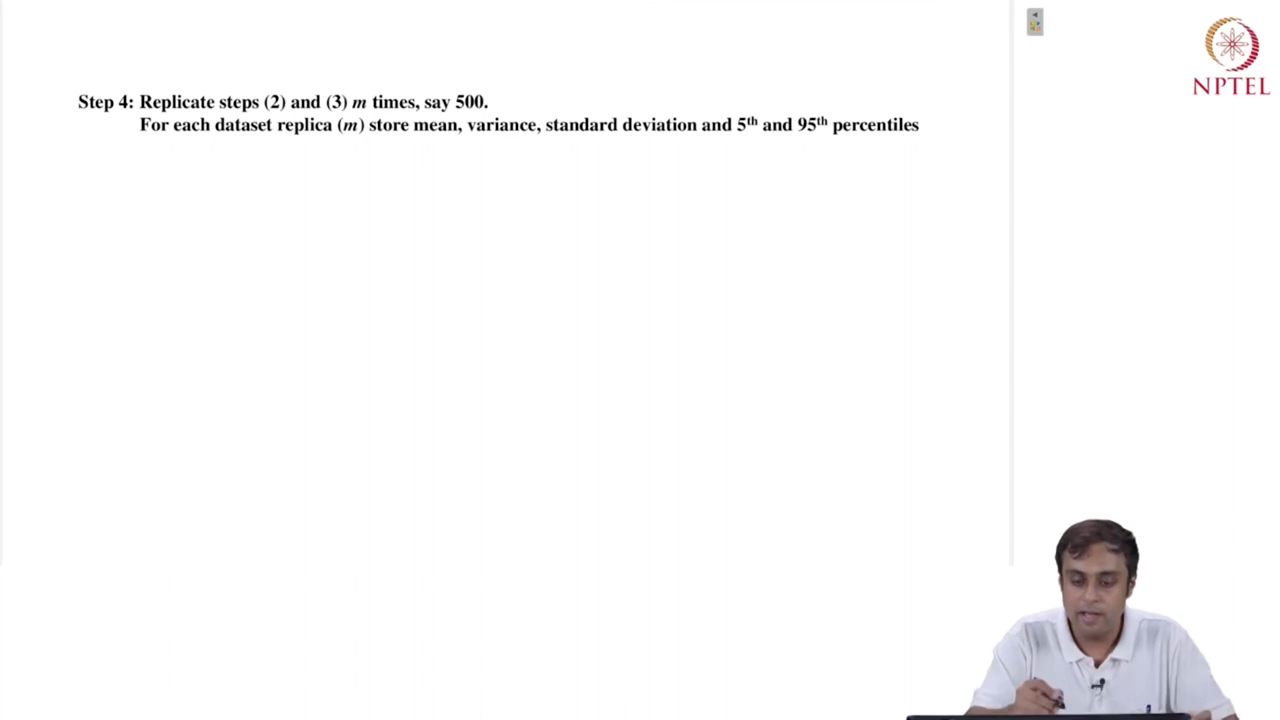 NPTEL
Step 4: Replicate steps (2) and (3) m times, say 500.
For each dataset replica (m) store mean, variance, standard deviation and 5th and 95th percentiles